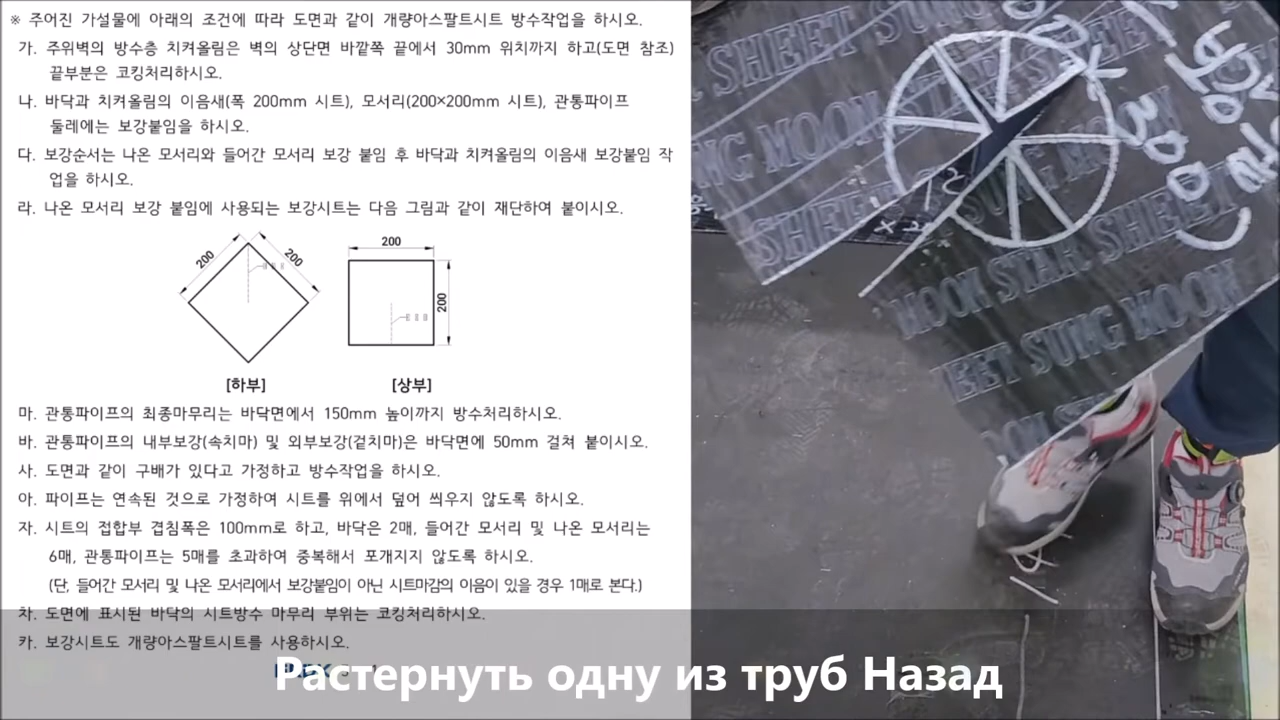 ※ 주어진 가설물에 아래의 조건에 따라 도면과 같이 개량아스팔트시트 방수작업을 하시오.
가. 주위벽의 방수층 치켜올림은 벽의 상단면 바깥쪽 끝에서 30mm 위치까지 하고(도면 참조)
끝부분은 코킹처리하시오.
나. 바닥과 치켜올림의 이음새(폭 200mm 시트), 모서리(200×200mm 시트), 관통파이프
둘레에는 보강붙임을 하시오.
다. 보강순서는 나온 모서리와 들어간 모서리 보강 붙임 후 바닥과 치켜올림의 이음새 보강붙임 작
업을 하시오.
라. 나온 모서리 보강 붙임에 사용되는 보강시트는 다음 그림과 같이 재단하여 붙이시오.
200
200
200
200
[하부]
[상부]
마. 관통파이프의 최종마무리는 바닥면에서 150mm 높이까지 방수처리하시오.
바. 관통파이프의 내부보강(속치마) 및 외부보강(겉치마)은 바닥면에 50mm 걸쳐 붙이시오.
사. 도면과 같이 구배가 있다고 가정하고 방수작업을 하시오.
아. 파이프는 연속된 것으로 가정하여 시트를 위에서 덮어 씌우지 않도록 하시오.
자. 시트의 접합부 겹침폭은 100mm로 하고, 바닥은 2매, 들어간 모서리 및 나온 모서리는
6매, 관통파이프는 5매를 초과하여 중복해서 포개지지 않도록 하시오.
(단, 들어간 모서리 및 나온 모서리에서 보강붙임이 아닌 시트마감의 이음이 있을 경우 1매로 본다.)
차. 도면에 표시된 바닥의 시트방수 마무리 부위는 코킹처리하시오.
카. 보강시트도 개량아스팔트시트를 사용하시오.
SHEET SUNG
NG MOON STAR SHEE
SHEE
SUNG M
MOON STAR SHEET
EET SUNG MOON
300
Растернуть одну из труб Назад